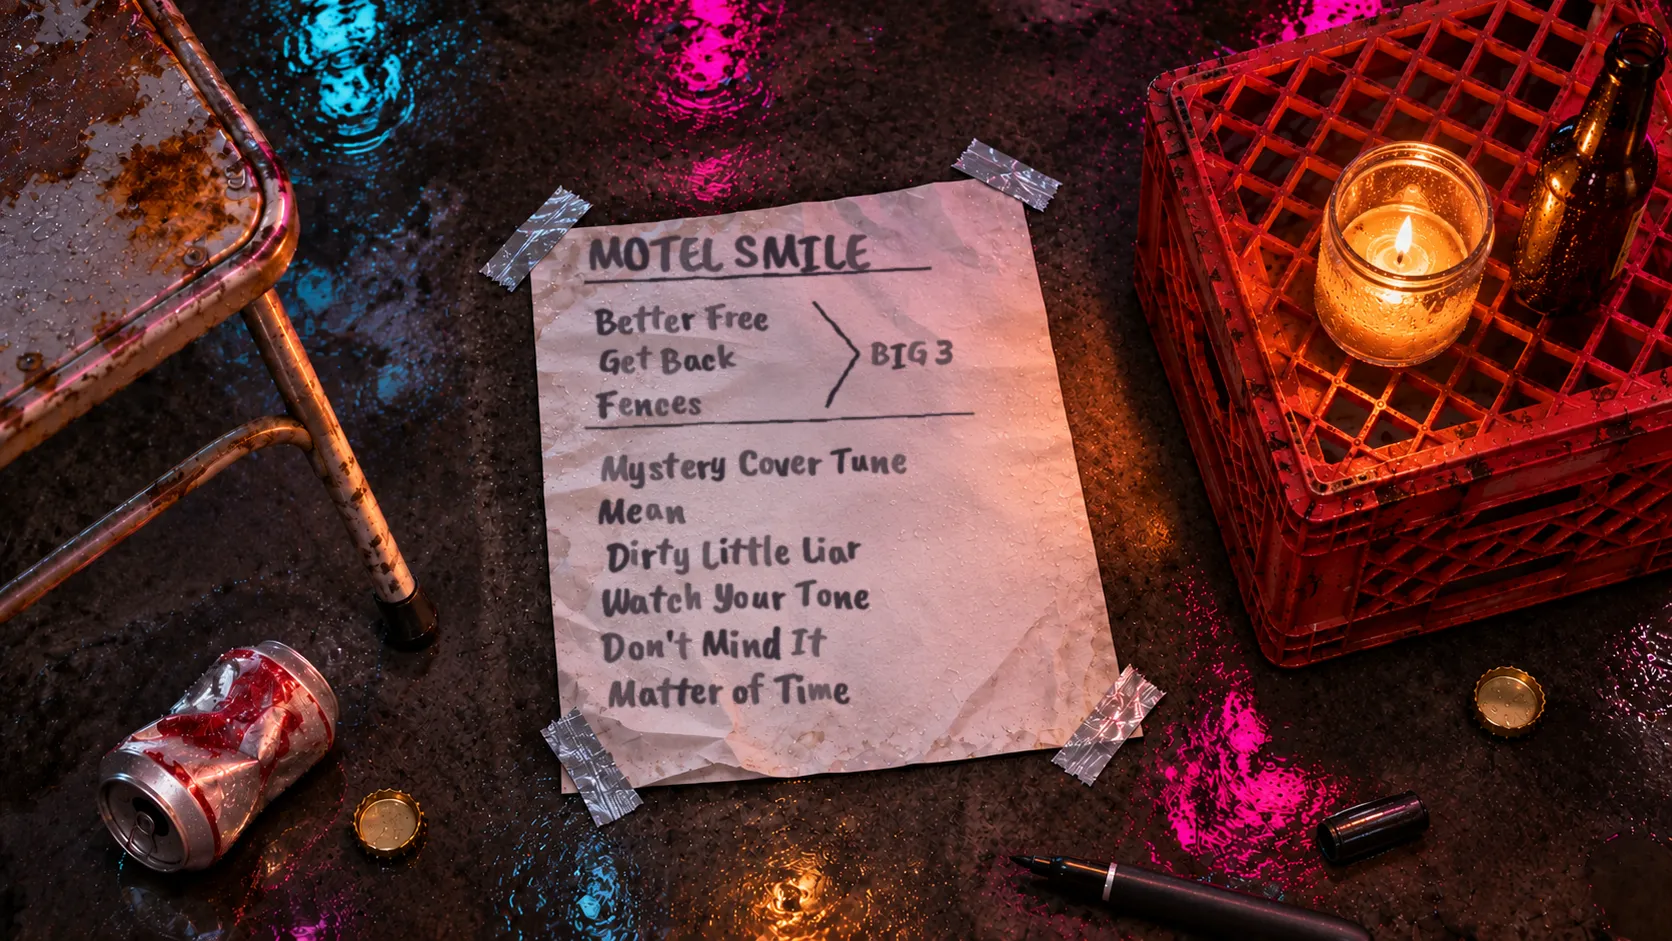 MOTEL SMILE
Better Free
Get Back
Fences
BIG 3
Mystery Cover Tune
Mean
Dirty Little Liar
Watch Your Tone
Don't Mind It
Matter of Time